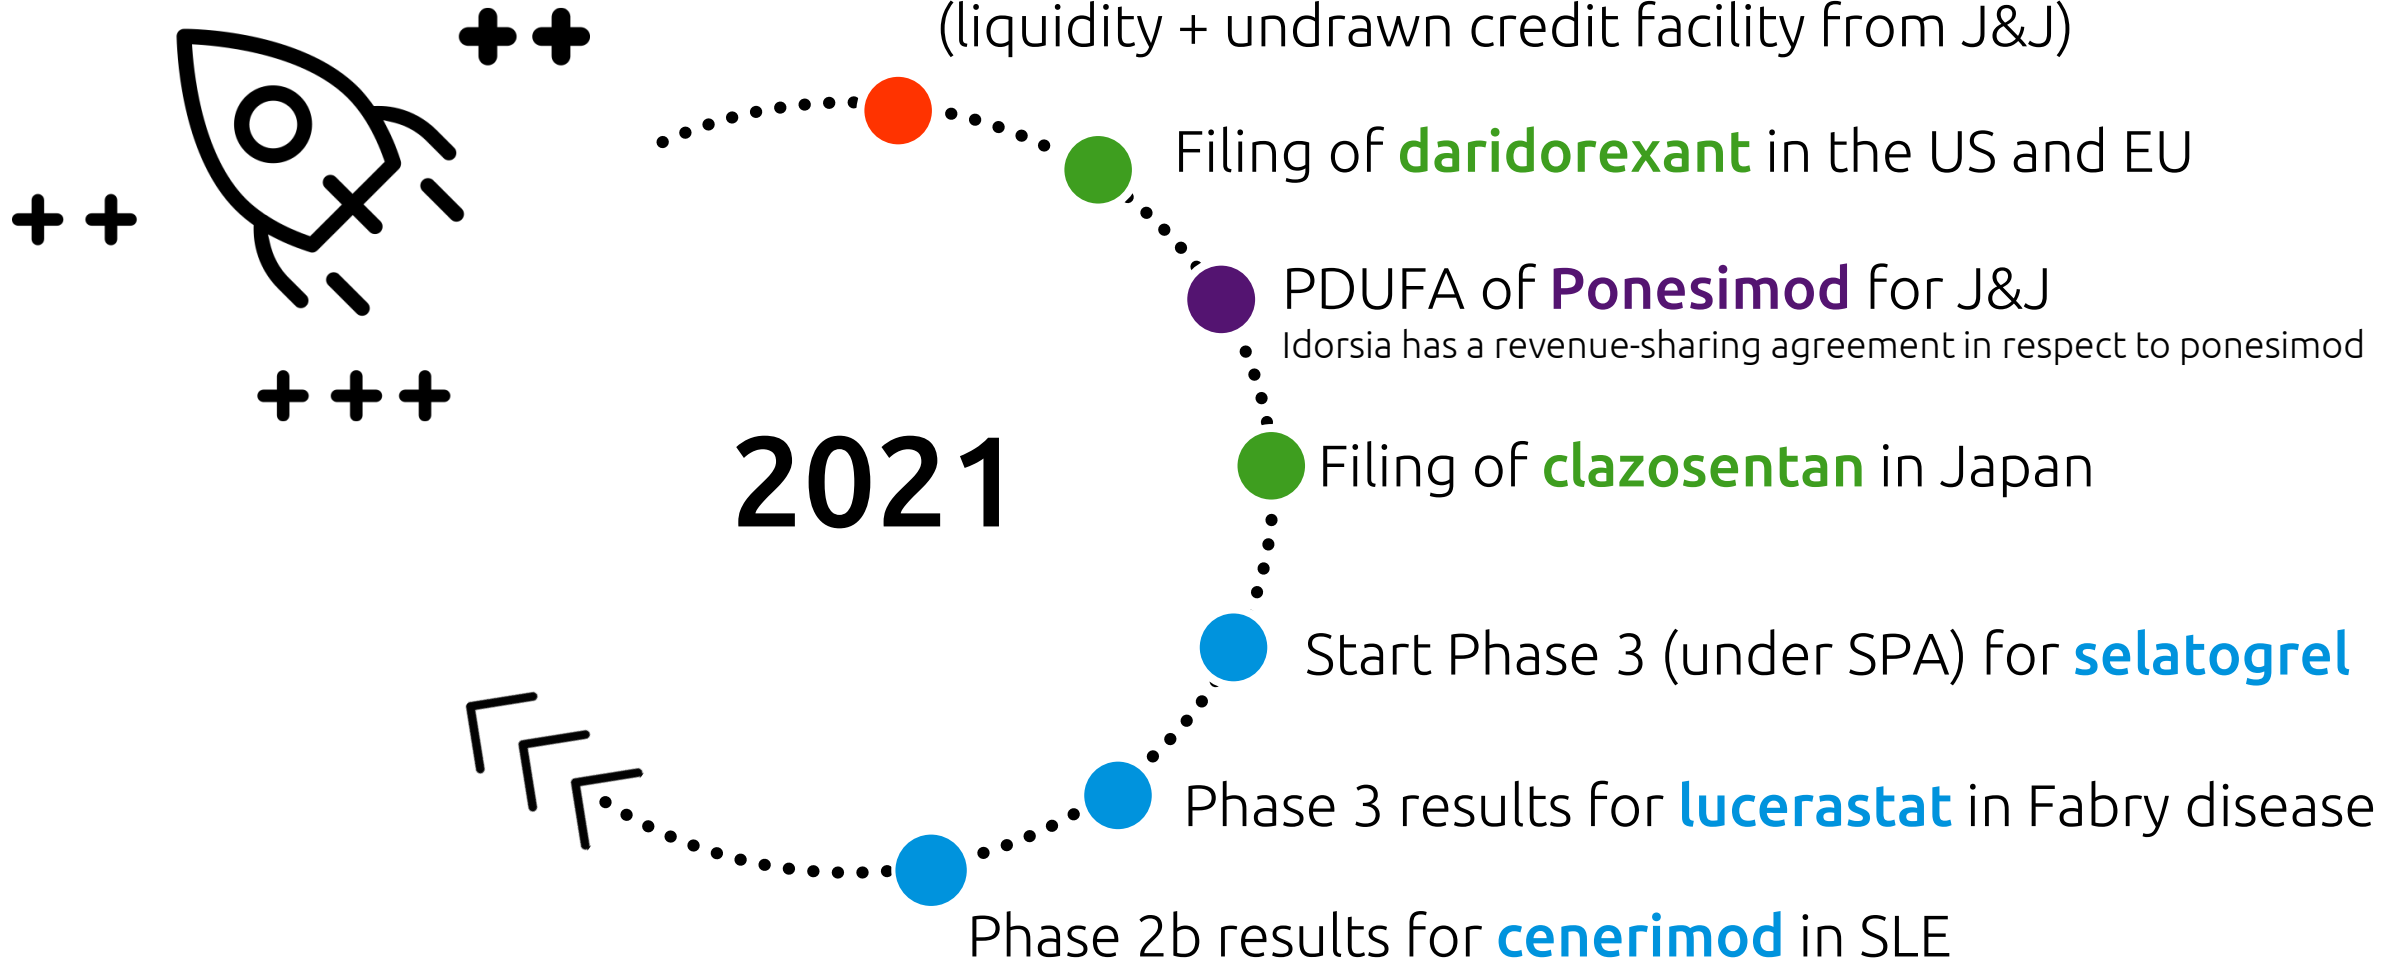 (liquidity + undrawn credit facility from J&J)
Filing of daridorexant in the US and EU
PDUFA of Ponesimod for J&J
Idorsia has a revenue-sharing agreement in respect to ponesimod
Filing of clazosentan in Japan
2021
Start Phase 3 (under SPA) for selatogrel
Phase 3 results for lucerastat in Fabry disease
Phase 2b results for cenerimod in SLE